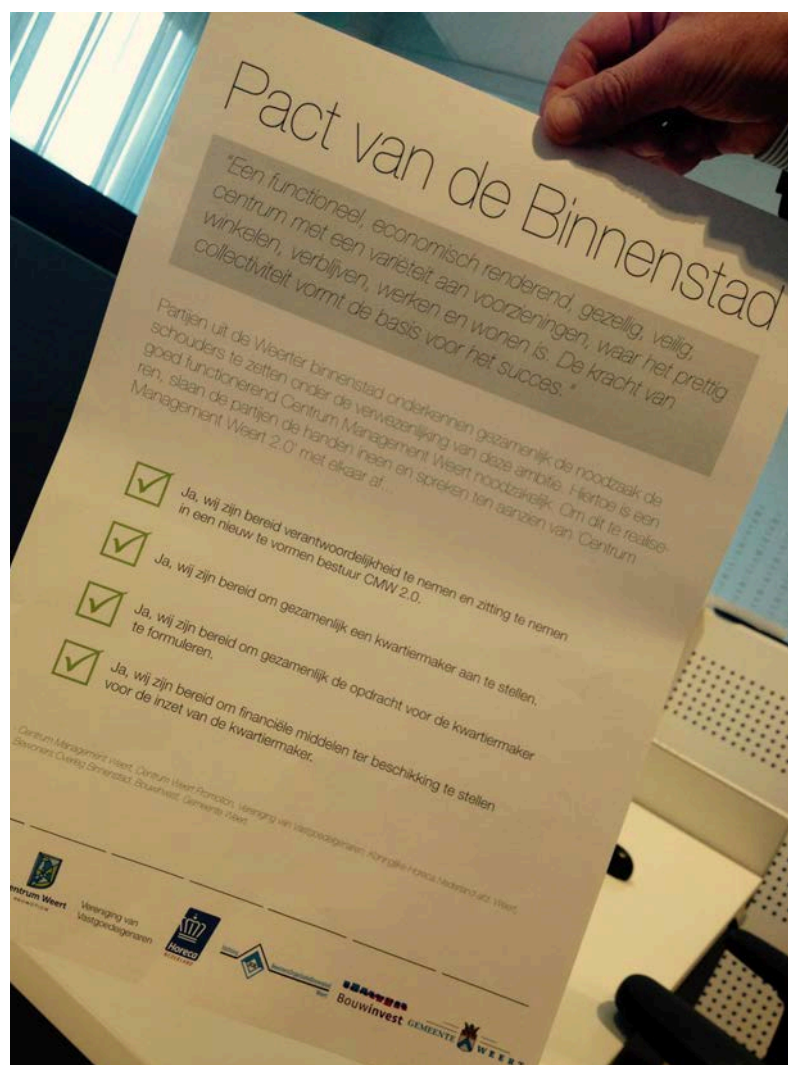 Pact van de Binnenstad
"Een functioneel, economisch renderend, gezellig, veilig,
centrum met een variëteit aan voorzieningen, waar het prettig
winkelen, verblijven, werken en wonen is. De kracht van
collectiviteit vormt de basis voor het succes."
Partijen uit de Weerter binnenstad onderkennen gezamenlijk de noodzaak de
schouders te zetten onder de verwezenlijking van deze ambitie. Hiertoe is een
goed functionerend Centrum Management Weert noodzakelijk. Om dit te realise-
ren, slaan de partijen de handen ineen en spreken ten aanzien van 'Centrum
Management Weert 2.0' met elkaar af...
Ja, wij zijn bereid verantwoordelijkheid te nemen en zitting te nemen
in een nieuw te vormen bestuur CMW 2.0.
Ja, wij zijn bereid om gezamenlijk een kwartiermaker aan te stellen.
Ja, wij zijn bereid om gezamenlijk de opdracht voor de kwartiermaker
te formuleren.
Ja, wij zijn bereid om financiële middelen ter beschikking te stellen
voor de inzet van de kwartiermaker.
Centrum Management Weert, Centrum Weert Promotion, Vereniging van Vastgoedeigenaren, Koninklijke Horeca Nederland afd. Weert,
Bewoners Overleg Binnenstad, Bouwinvest, Gemeente Weert
entrum Weert
Vereniging van
Vastgoedeigenaren
Horeca
NEDERLAND
Bouwinvest
GEMEENTE WEERT